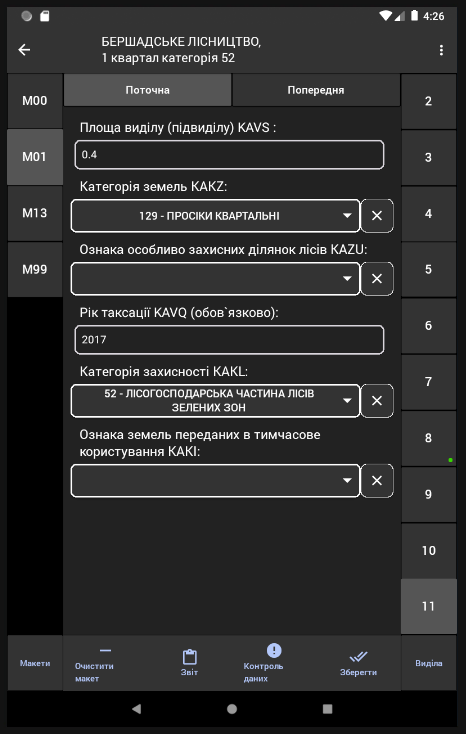 4:26
БЕРШАДСЬКЕ ЛІСНИЦТВО,
1 квартал категорія 52
M00
M01
M13
M99
Поточна
Попередня
Площа виділу (підвиділу) KAVS :
0.4
Категорія земель KAKZ:
129 - ПРОСІКИ КВАРТАЛЬНІ
Ознака особливо захисних ділянок лісів KAZU:
Рік таксації KAVQ (обов`язково):
2017
Категорія захисності KAKL:
52 - ЛІСОГОСПОДАРСЬКА ЧАСТИНА ЛІСІВ
ЗЕЛЕНИХ ЗОН
Ознака земель переданих в тимчасове
користування KAKI:
2
3
4
5
6
7
8
9
10
11
Макети
Очистити
макет
Звіт
Контроль
даних
Зберегти
Виділа